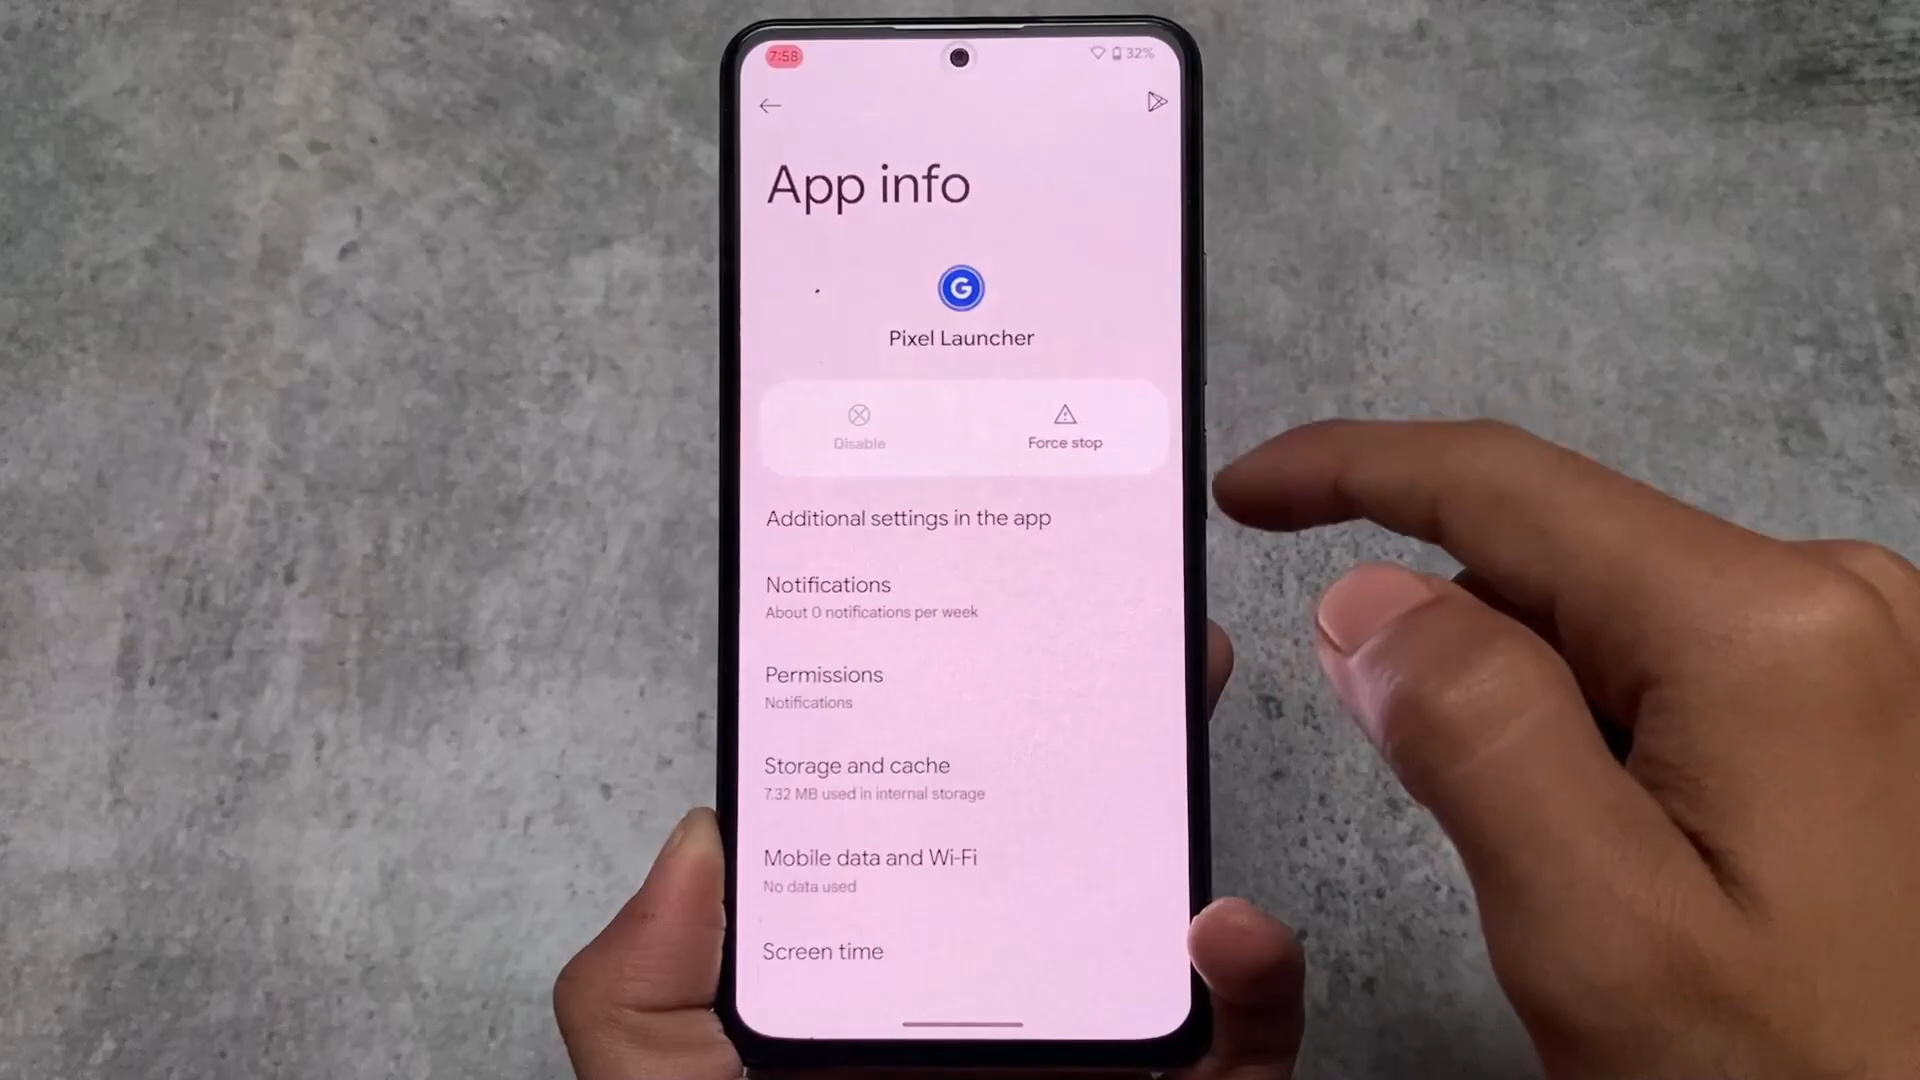 7:58
32%
App info
G
Pixel Launcher
Disable
Force stop
Additional settings in the app
Notifications
About 0 notifications per week
Permissions
Notifications
Storage and cache
7.32 MB used in internal storage
Mobile data and Wi-Fi
No data used
Screen time